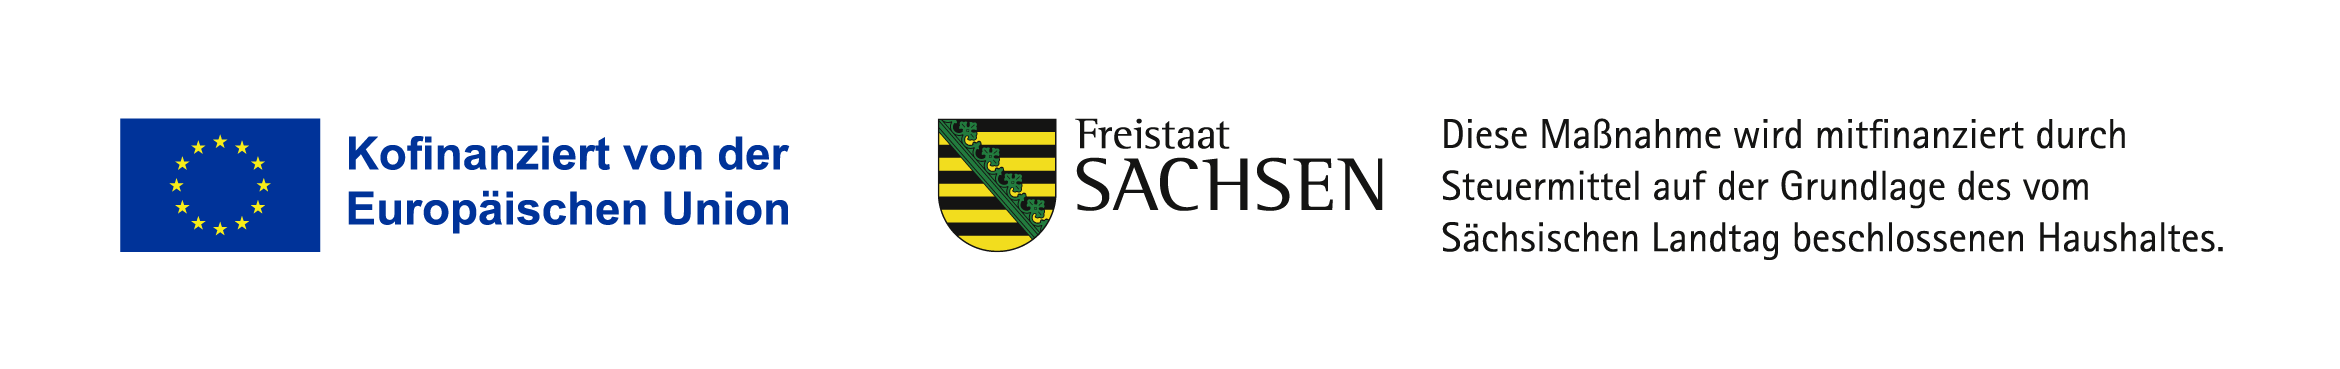 Kofinanziert von der
Europäischen Union
Freistaat
SACHSEN
Diese Maßnahme wird mitfinanziert durch
Steuermittel auf der Grundlage des vom
Sächsischen Landtag beschlossenen Haushaltes.